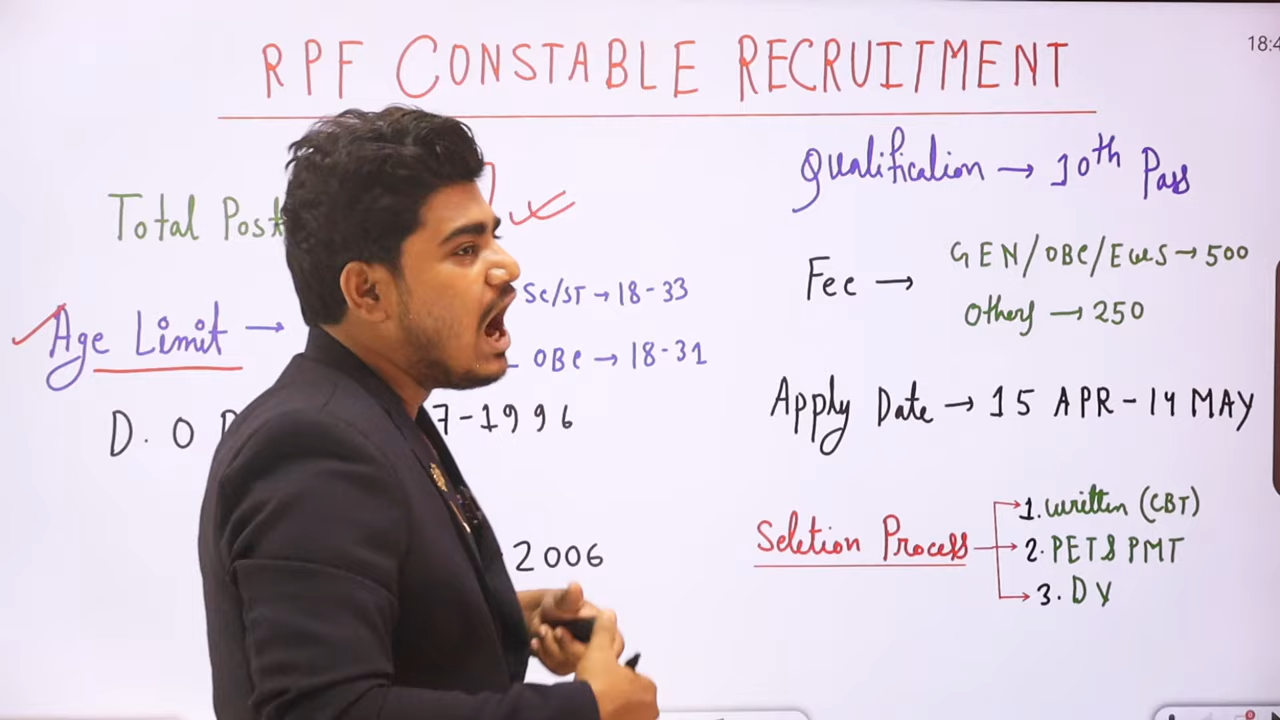 RPF CONSTABLE RECRUITMENT
18:4
Total Post
Age Limit →
SC/ST → 18-33
OBC → 18-31
D.O
7-1996
2006
Qualification → 10th Pass
Fee →
GEN/OBC/EWS → 500
Others → 250
Apply Date → 15 APR - 14 MAY
Seletion Process
1. Written (CBT)
2. PET & PMT
3. DV